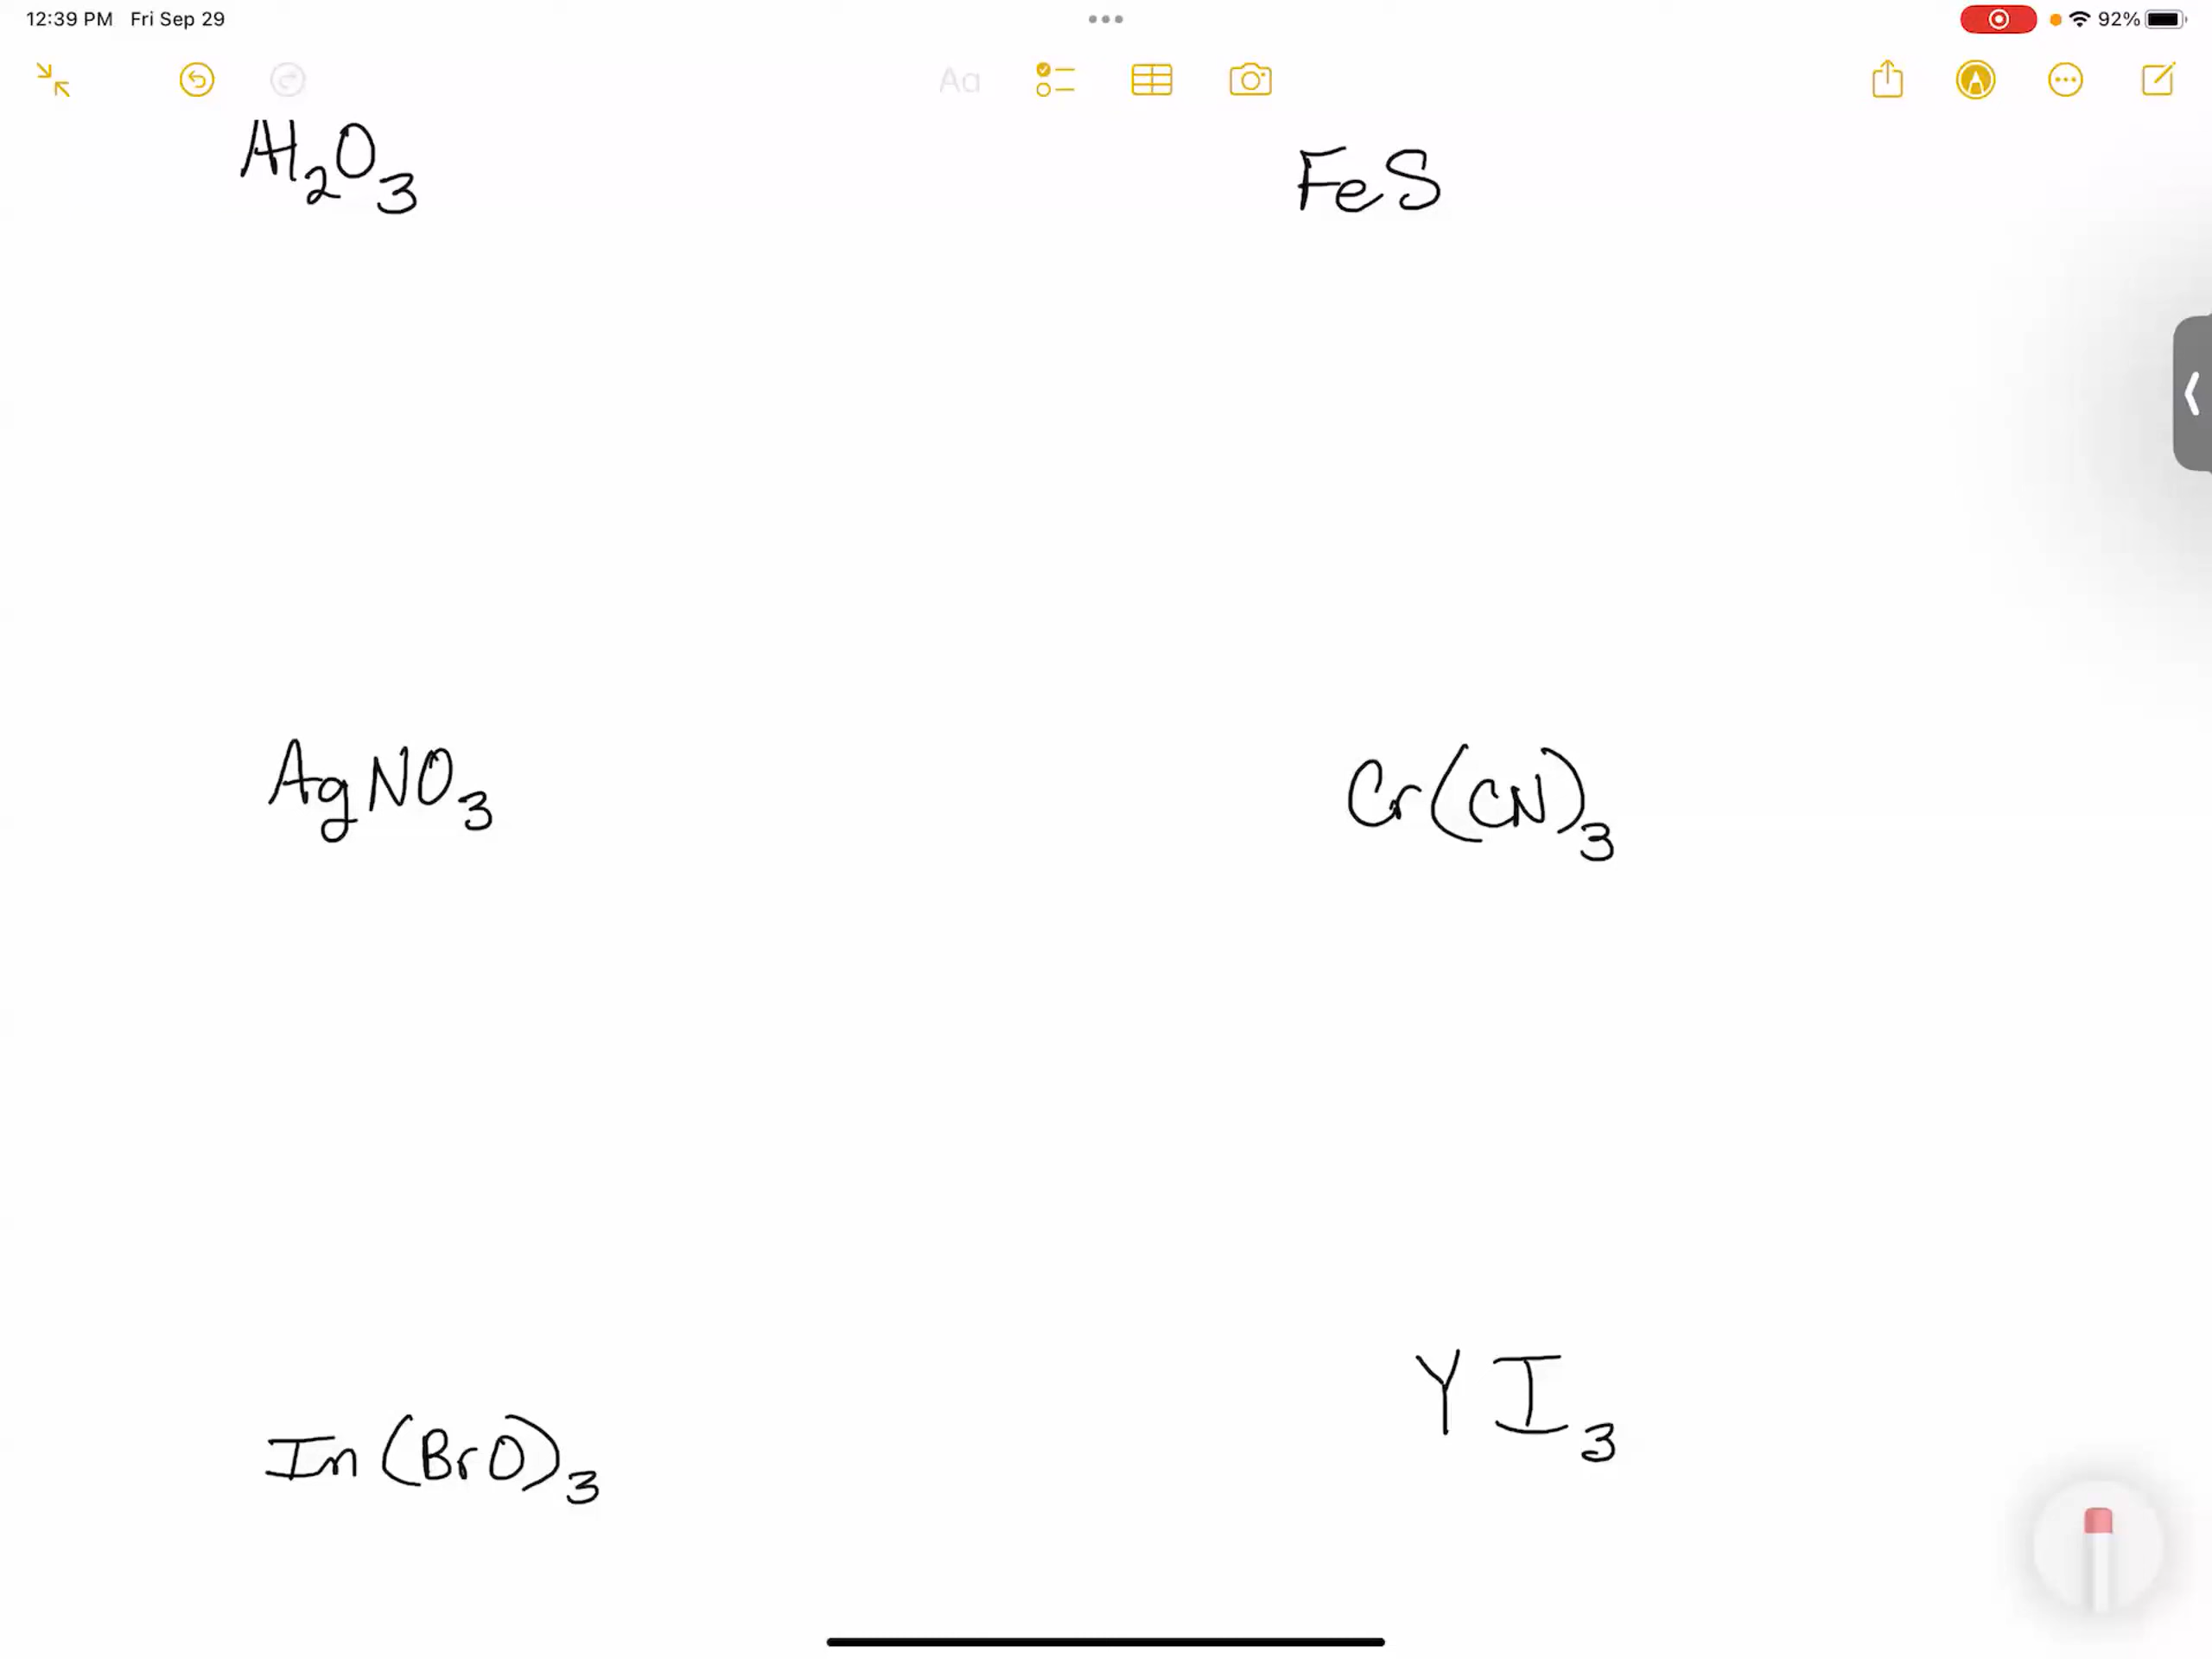 12:39 PM Fri Sep 29
92%
Aa
Al₂O₃
FeS
AgNO₃
Cr(CN)₃
In(BrO)₃
YI₃